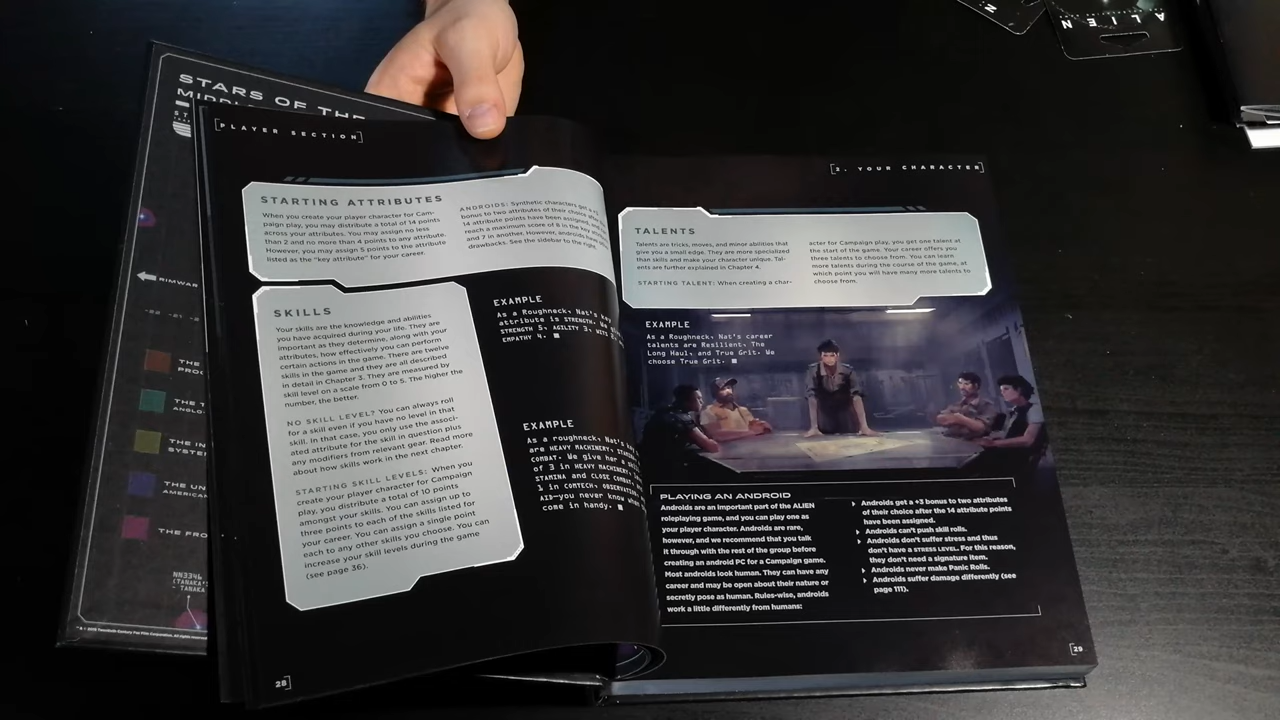 STARS OF THE
[PLAYER SECTION]
STARTING ATTRIBUTES
When you create your player character for Cam-
paign play, you may distribute a total of 14 points
across your attributes. You may assign no less
than 2 and no more than 4 points to any attribute.
However, you may assign 5 points to the attribute
listed as the "key attribute" for your career.
ANDROIDS: Synthetic characters get a +3
bonus to two attributes of their choice after
14 attribute points have been assigned, and
reach a maximum score of 8 in the key
and 7 in another. However, androids have
drawbacks. See the sidebar to the right.
SKILLS
Your skills are the knowledge and abilities
you have acquired during your life. They are
important as they determine, along with your
attributes, how effectively you can perform
certain actions in the game. There are twelve
skills in the game and they are all described
in detail in Chapter 3. They are measured by
skill level on a scale from 0 to 5. The higher the
number, the better.
NO SKILL LEVEL? You can always roll
for a skill even if you have no level in that
skill. In that case, you only use the associ-
ated attribute for the skill in question plus
any modifiers from relevant gear. Read more
about how skills work in the next chapter.
STARTING SKILL LEVELS: When you
create your player character for Campaign
play, you distribute a total of 10 points
amongst your skills. You can assign up to
three points to each of the skills listed for
your career. You can assign a single point
each to any other skills you choose. You can
increase your skill levels during the game
(see page 36).
EXAMPLE
As a Roughneck, Nat's key
attribute is STRENGTH. We
STRENGTH 5, AGILITY 3, WITS
EMPATHY 4. ■
EXAMPLE
As a roughneck, Nat's key
are HEAVY MACHINERY,
COMBAT. We give her a
of 3 in HEAVY MACHINERY,
STAMINA and CLOSE COMBAT,
1 in COMTECH,
AID—you never know
come in handy. ■
28]
[2. YOUR CHARACTER]
TALENTS
Talents are tricks, moves, and minor abilities that
give you a small edge. They are more specialized
than skills and make your character unique. Tal-
ents are further explained in Chapter 4.
STARTING TALENT: When creating a char-
acter for Campaign play, you get one talent at
the start of the game. Your career offers you
three talents to choose from. You can learn
more talents during the course of the game, at
which point you will have many more talents to
choose from.
EXAMPLE
As a Roughneck, Nat's career
talents are Resilient, The
Long Haul, and True Grit. We
choose True Grit. ■
PLAYING AN ANDROID
Androids are an important part of the ALIEN
roleplaying game, and you can play one as
your player character. Androids are rare,
however, and we recommend that you talk
it through with the rest of the group before
creating an android PC for a Campaign game.
Most androids look human. They can have any
career and may be open about their nature or
secretly pose as human. Rules-wise, androids
work a little differently from humans:
Androids get a +3 bonus to two attributes
of their choice after the 14 attribute points
have been assigned.
Androids can't push skill rolls.
Androids don't suffer stress and thus
don't have a STRESS LEVEL. For this reason,
they don't need a signature item.
Androids never make Panic Rolls.
Androids suffer damage differently (see
page 111).
[29
RIMWAR
THE
THE T
ANGLO-
THE IN
SYSTE
THE UN
AMERICAN
THE PRO
NN3346
(TANAKA
- TANAKA
ALIEN